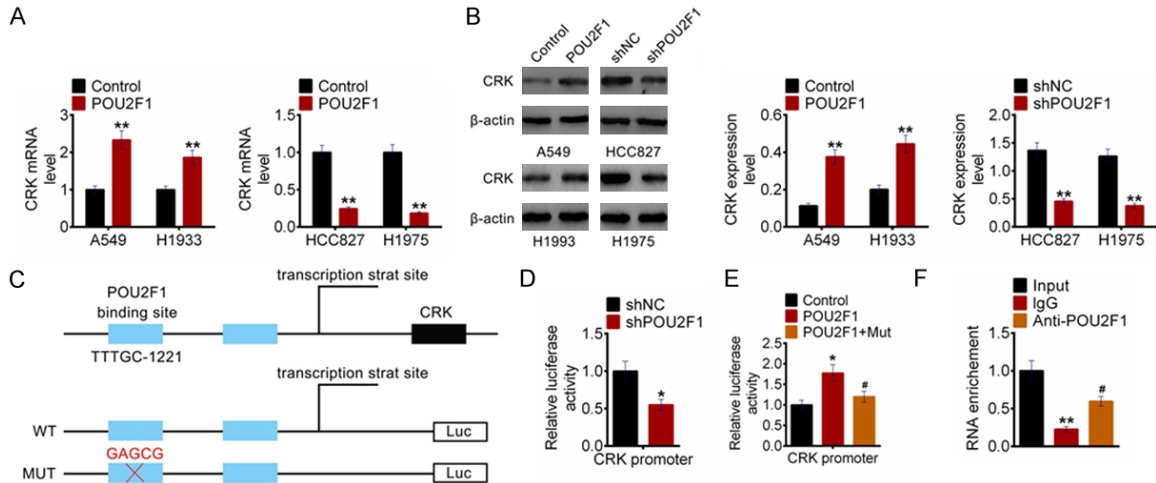 A
Control
POU2F1
CRK mRNA
level
3
2
1
0
**
**
A549
H1933
Control
POU2F1
CRK mRNA
level
1.5
1.0
0.5
0.0
**
**
HCC827
H1975
B
Control
POU2F1
shNC
shPOU2F1
CRK
β-actin
A549
HCC827
CRK
β-actin
H1993
H1975
Control
POU2F1
CRK expression
level
0.6
0.4
0.2
0.0
**
**
A549
H1933
shNC
shPOU2F1
CRK expression
level
2.0
1.5
1.0
0.5
0.0
**
**
HCC827
H1975
C
transcription strat site
POU2F1
binding site
CRK
TTTGC-1221
transcription strat site
WT
Luc
GAGCG
MUT
Luc
D
shNC
shPOU2F1
Relative luciferase
activity
1.5
1.0
0.5
0.0
*
CRK promoter
E
Control
POU2F1
POU2F1+Mut
Relative luciferase
activity
2.5
2.0
1.5
1.0
0.5
0.0
*
#
CRK promoter
F
Input
IgG
Anti-POU2F1
RNA enrichement
1.5
1.0
0.5
0.0
**
#